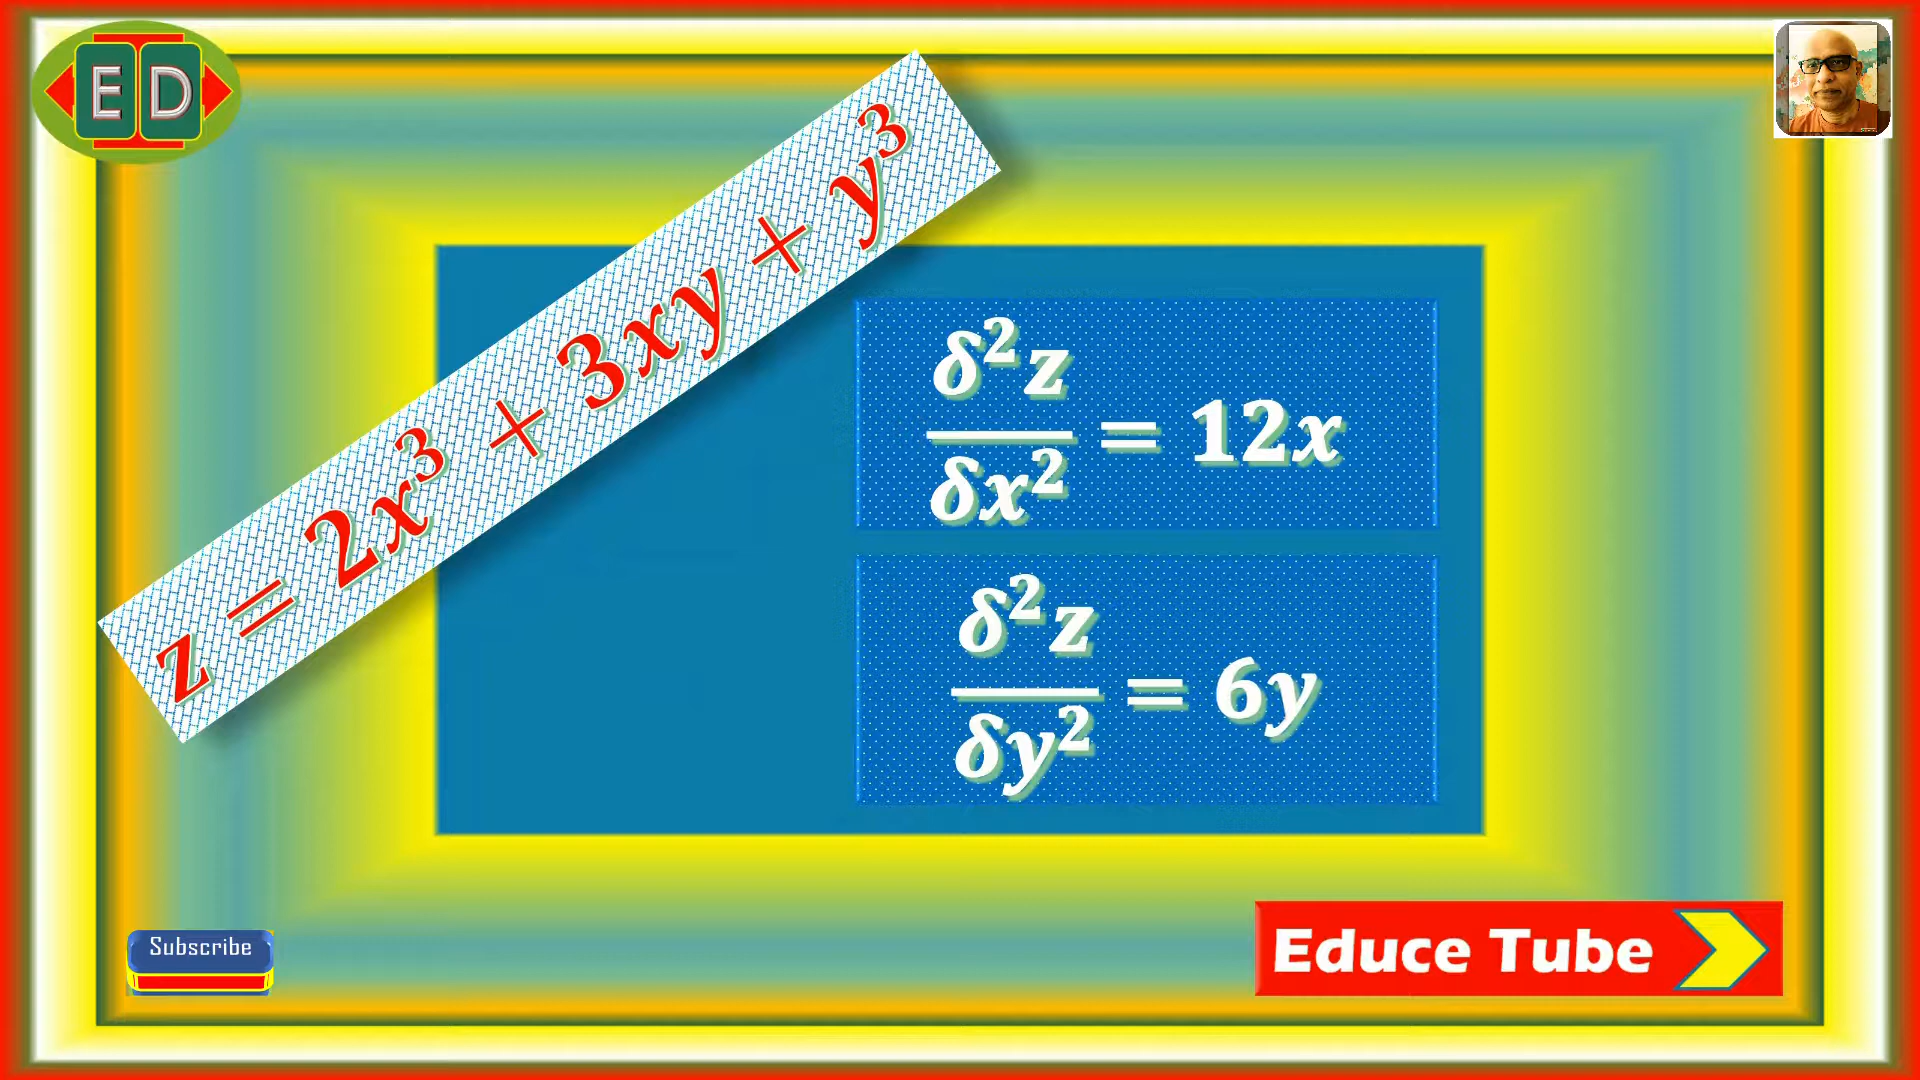 ED
z = 2x³ + 3xy + y³
δ²z/δx² = 12x
δ²z/δy² = 6y
Subscribe
Educe Tube